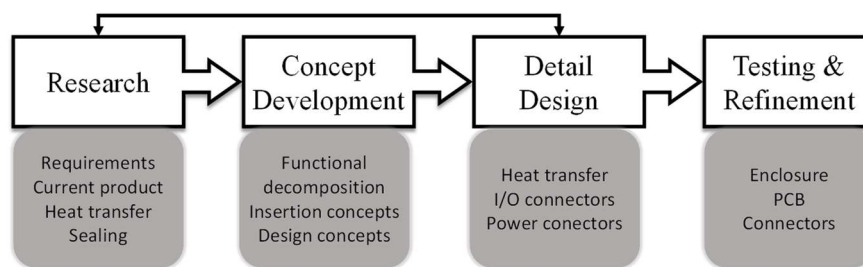 Research
Concept
Development
Detail
Design
Testing &
Refinement
Requirements
Current product
Heat transfer
Sealing
Functional
decomposition
Insertion concepts
Design concepts
Heat transfer
I/O connectors
Power conectors
Enclosure
PCB
Connectors